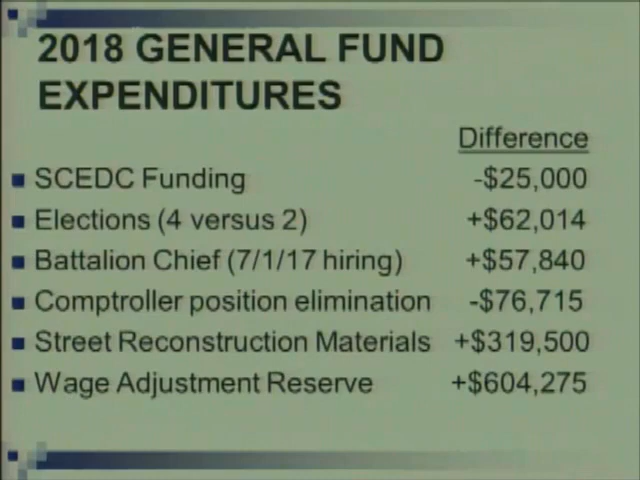 2018 GENERAL FUND
EXPENDITURES
Difference
SCEDC Funding -$25,000
Elections (4 versus 2) +$62,014
Battalion Chief (7/1/17 hiring) +$57,840
Comptroller position elimination -$76,715
Street Reconstruction Materials +$319,500
Wage Adjustment Reserve +$604,275